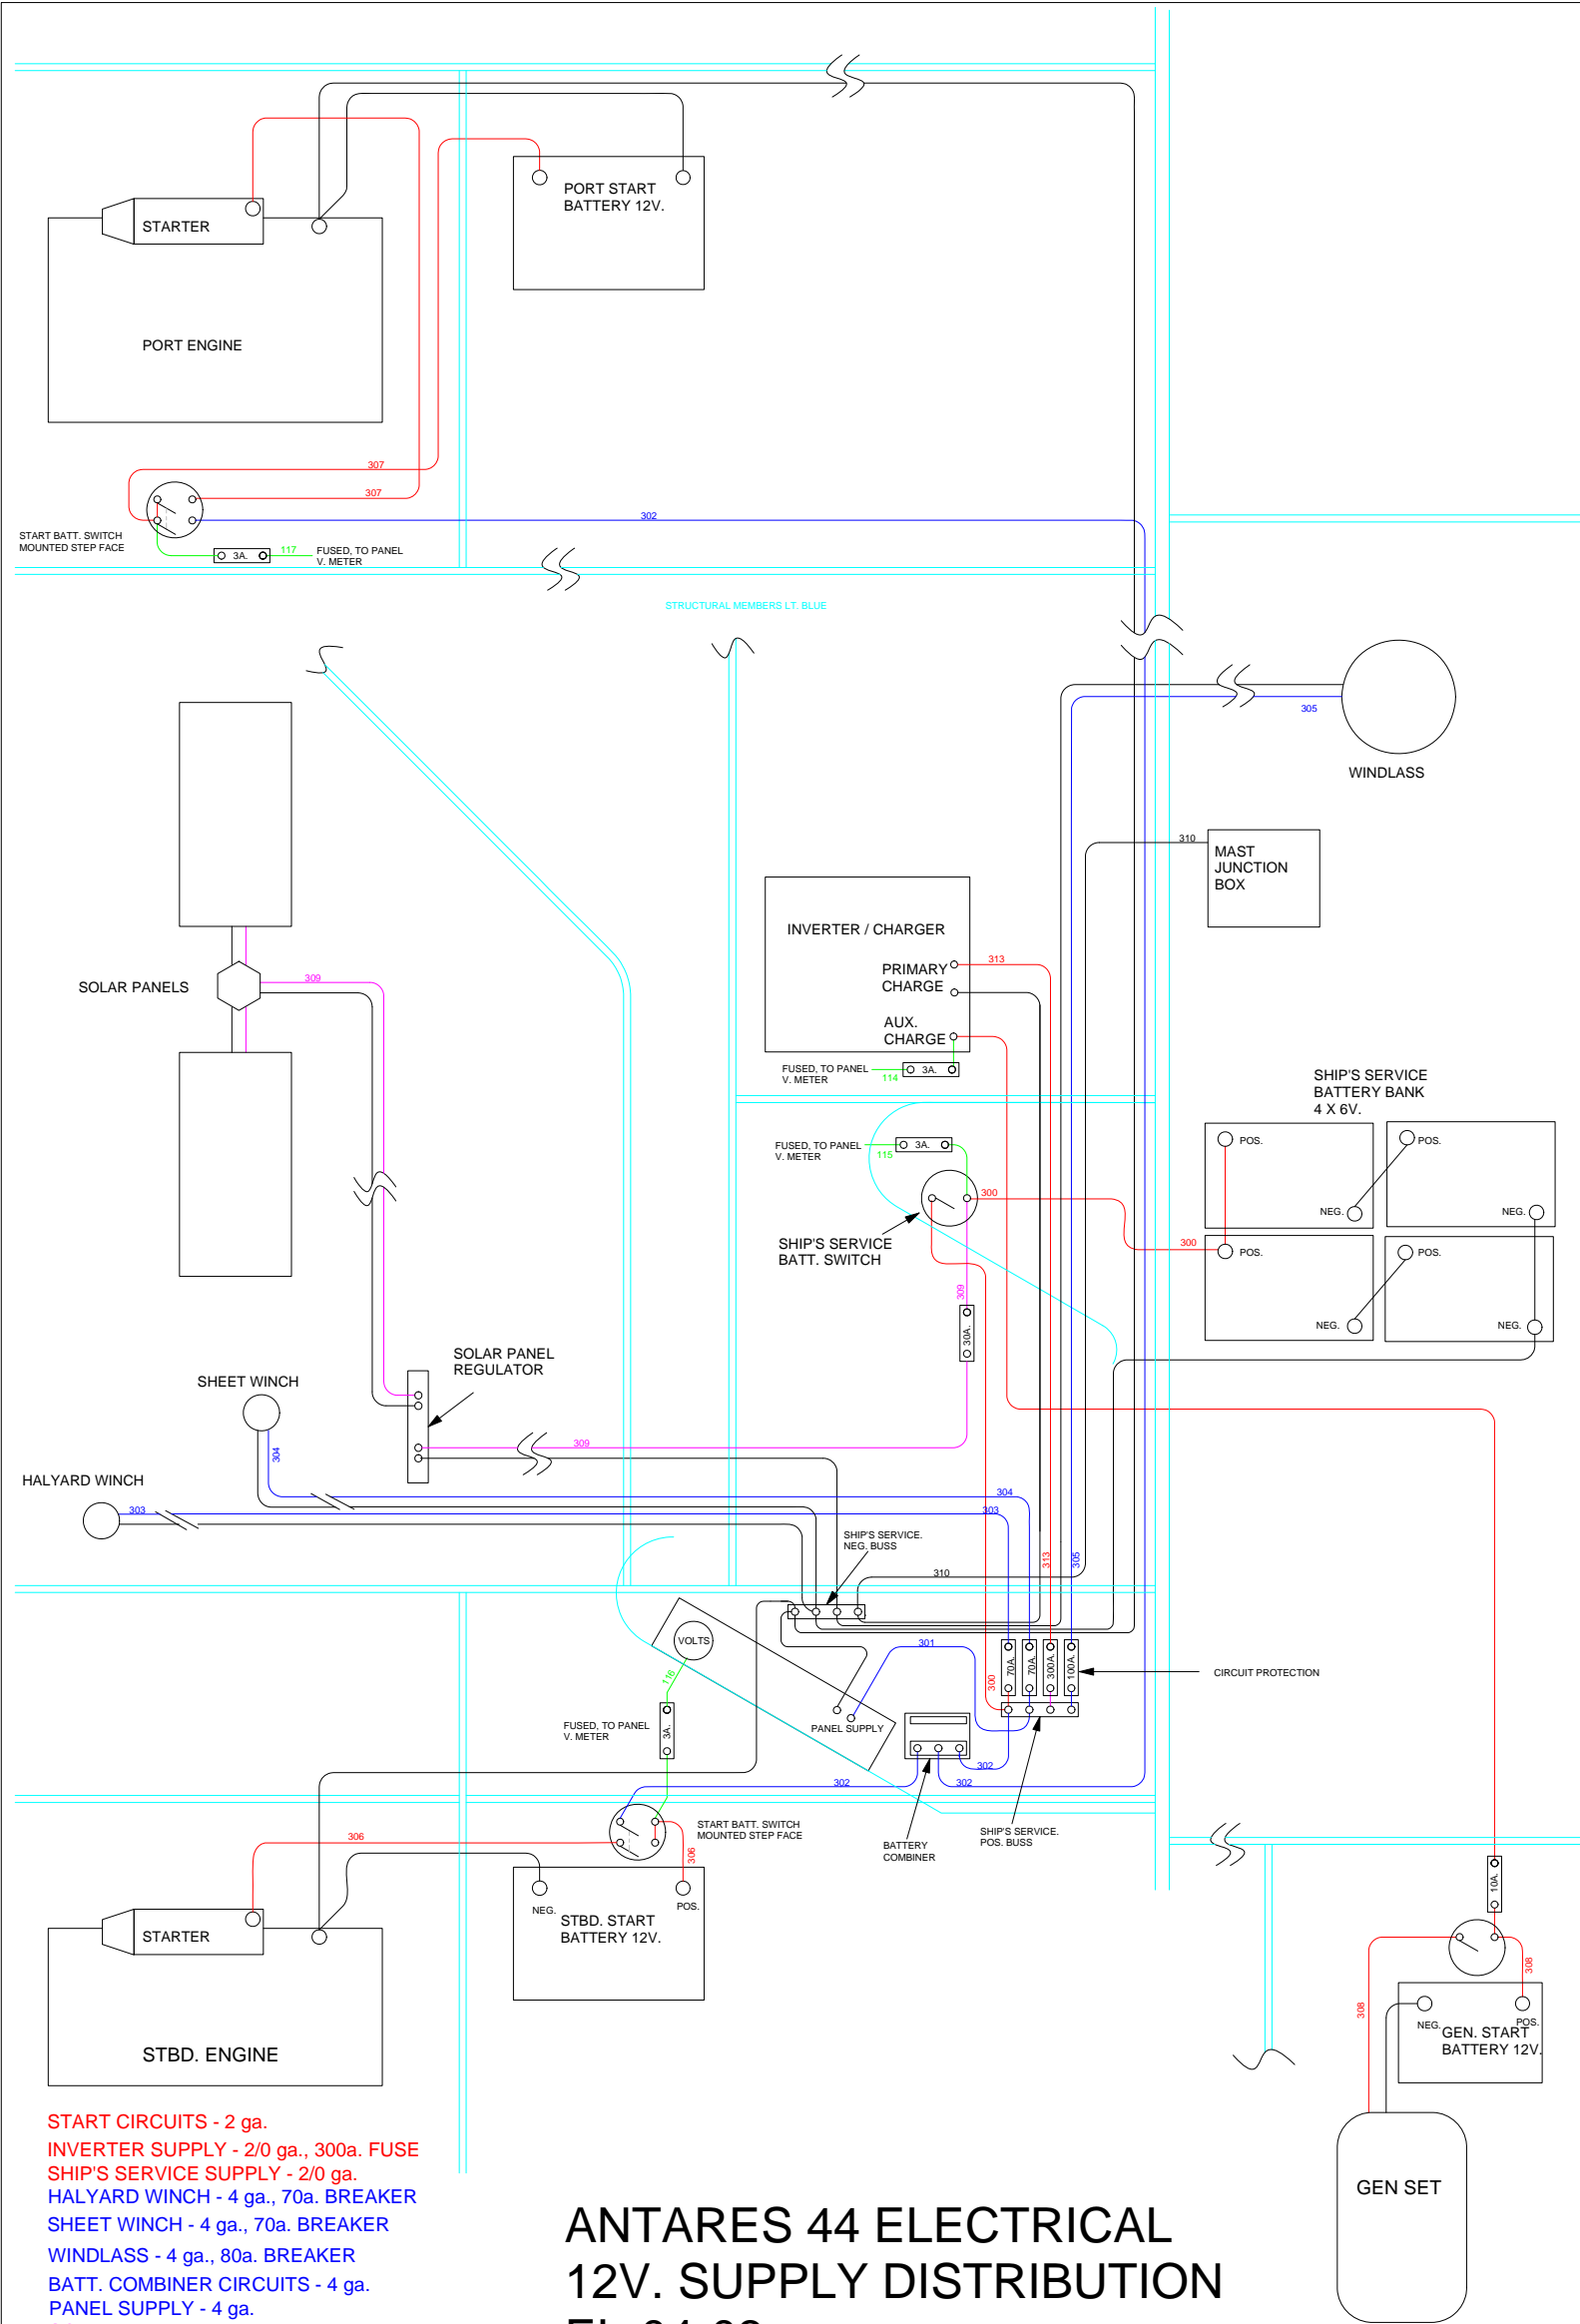 STARTER
PORT START
BATTERY 12V.
PORT ENGINE
307
307
302
START BATT. SWITCH
MOUNTED STEP FACE
3A.
117
FUSED, TO PANEL
V. METER
STRUCTURAL MEMBERS LT. BLUE
305
WINDLASS
310
MAST
JUNCTION
BOX
INVERTER / CHARGER
PRIMARY
CHARGE
313
AUX.
CHARGE
FUSED, TO PANEL
V. METER
114
3A.
SOLAR PANELS
309
SHIP'S SERVICE
BATTERY BANK
4 X 6V.
POS.
POS.
NEG.
NEG.
POS.
POS.
NEG.
NEG.
FUSED, TO PANEL
V. METER
115
3A.
300
300
SHIP'S SERVICE
BATT. SWITCH
309
30A.
SOLAR PANEL
REGULATOR
SHEET WINCH
304
309
HALYARD WINCH
303
304
303
SHIP'S SERVICE.
NEG. BUSS
313
305
310
VOLTS
116
301
300
70A.
70A.
300A.
100A.
CIRCUIT PROTECTION
FUSED, TO PANEL
V. METER
3A.
PANEL SUPPLY
302
302
302
START BATT. SWITCH
MOUNTED STEP FACE
BATTERY
COMBINER
SHIP'S SERVICE.
POS. BUSS
306
306
NEG.
POS.
STBD. START
BATTERY 12V.
STARTER
STBD. ENGINE
10A.
308
308
NEG.
POS.
GEN. START
BATTERY 12V.
GEN SET
START CIRCUITS - 2 ga.
INVERTER SUPPLY - 2/0 ga., 300a. FUSE
SHIP'S SERVICE SUPPLY - 2/0 ga.
HALYARD WINCH - 4 ga., 70a. BREAKER
SHEET WINCH - 4 ga., 70a. BREAKER
WINDLASS - 4 ga., 80a. BREAKER
BATT. COMBINER CIRCUITS - 4 ga.
PANEL SUPPLY - 4 ga.
ANTARES 44 ELECTRICAL
12V. SUPPLY DISTRIBUTION